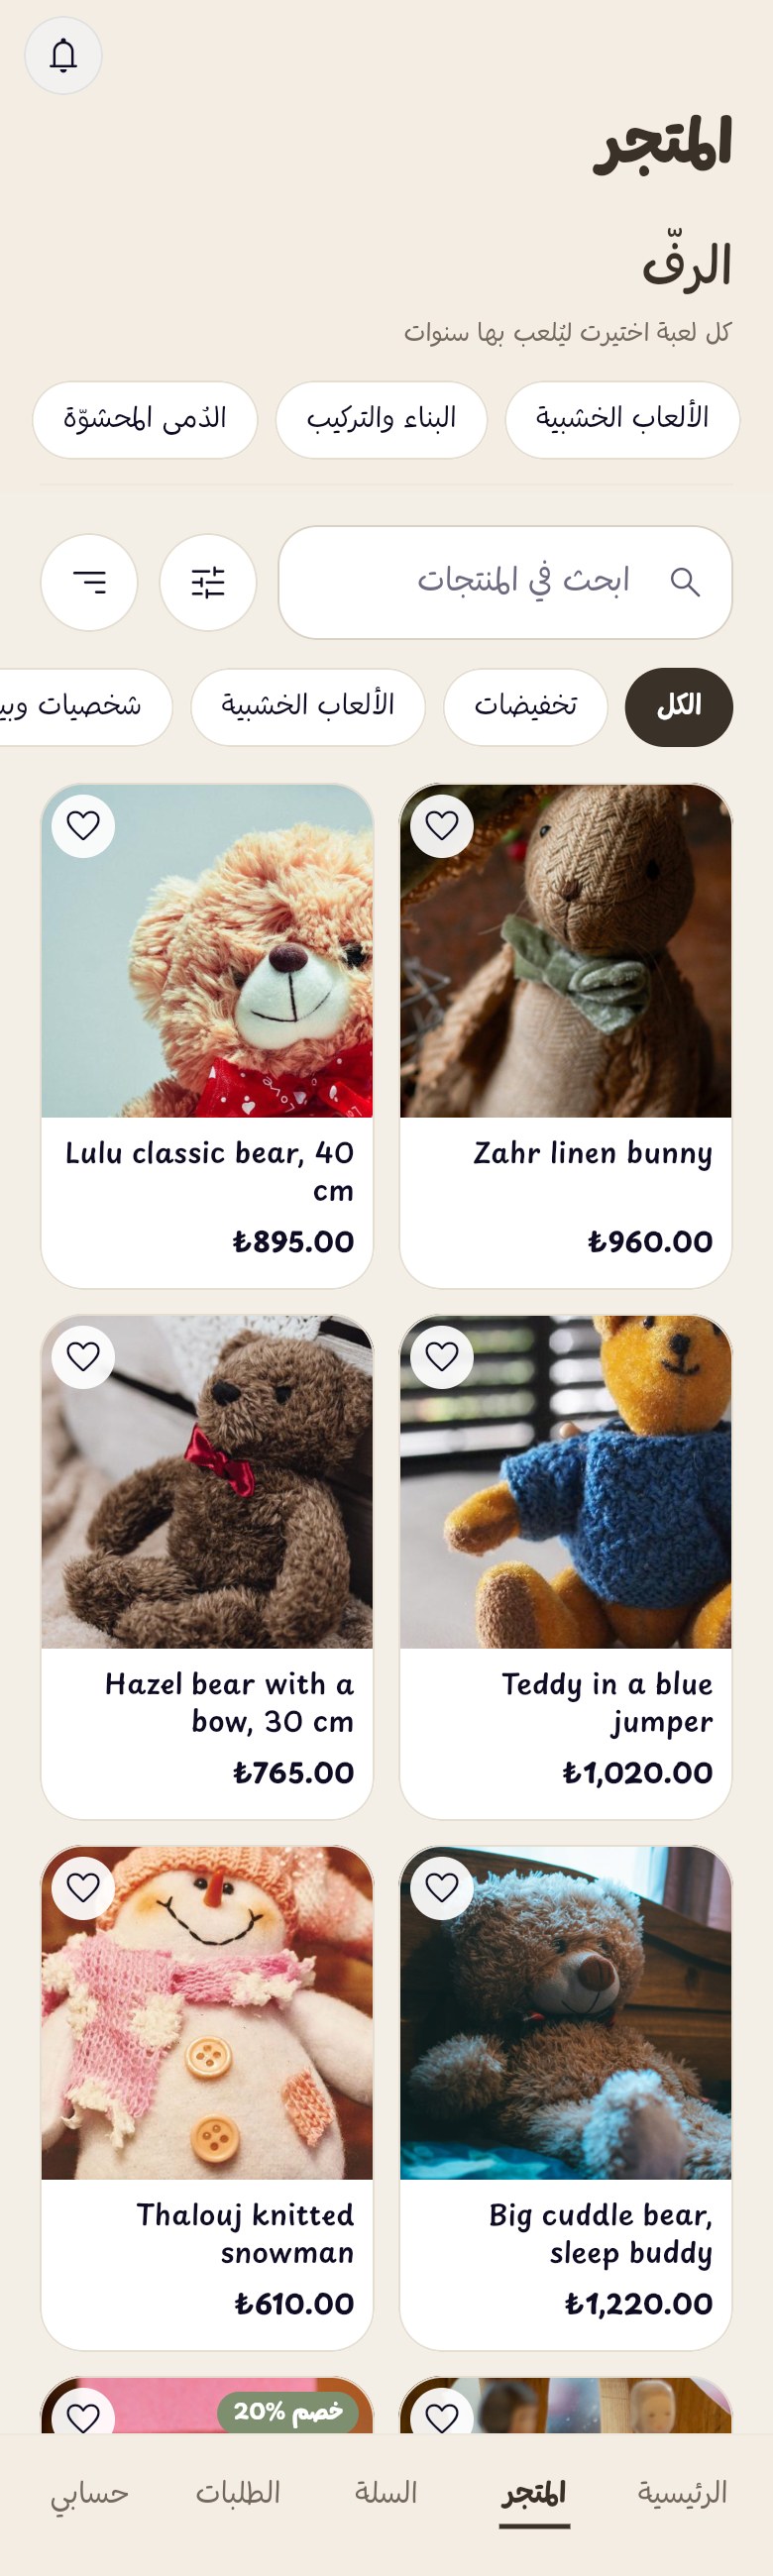 المتجر
الرفّ
كل لعبة اختيرت ليُلعب بها سنوات
الألعاب الخشبية
البناء والتركيب
الدُمى المحشوّة
ابحث في المنتجات
الكل
تخفيضات
الألعاب الخشبية
شخصيات
Zahr linen bunny
₺960.00
Lulu classic bear, 40
cm
₺895.00
Teddy in a blue
jumper
₺1,020.00
Hazel bear with a
bow, 30 cm
₺765.00
Big cuddle bear,
sleep buddy
₺1,220.00
Thalouj knitted
snowman
₺610.00
خصم 20%
الرئيسية
المتجر
السلة
الطلبات
حسابي